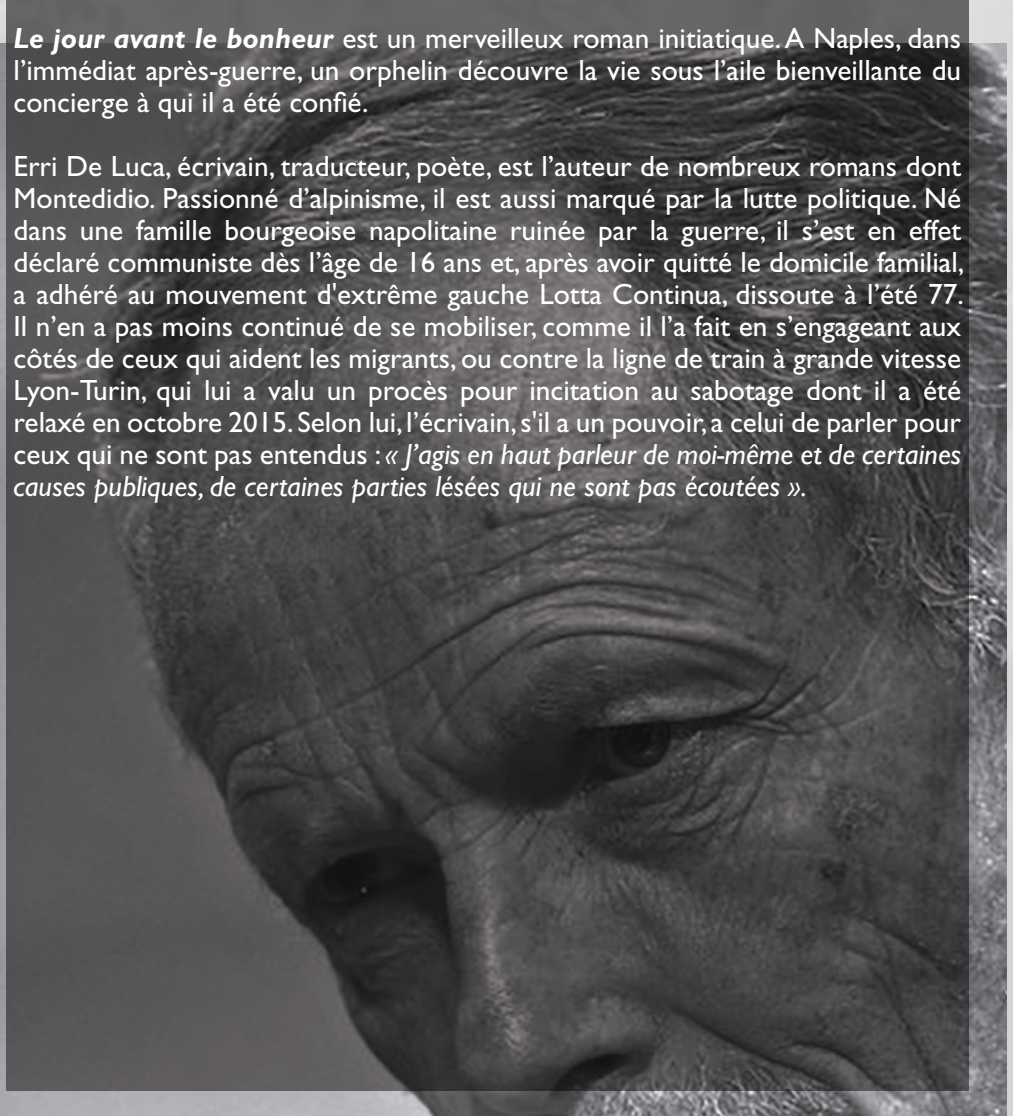 Le jour avant le bonheur est un merveilleux roman initiatique. A Naples, dans
l’immédiat après-guerre, un orphelin découvre la vie sous l’aile bienveillante du
concierge à qui il a été confié.
Erri De Luca, écrivain, traducteur, poète, est l’auteur de nombreux romans dont
Montedidio. Passionné d’alpinisme, il est aussi marqué par la lutte politique. Né
dans une famille bourgeoise napolitaine ruinée par la guerre, il s’est en effet
déclaré communiste dès l’âge de 16 ans et, après avoir quitté le domicile familial,
a adhéré au mouvement d'extrême gauche Lotta Continua, dissoute à l’été 77.
Il n’en a pas moins continué de se mobiliser, comme il l’a fait en s’engageant aux
côtés de ceux qui aident les migrants, ou contre la ligne de train à grande vitesse
Lyon-Turin, qui lui a valu un procès pour incitation au sabotage dont il a été
relaxé en octobre 2015. Selon lui, l’écrivain, s'il a un pouvoir, a celui de parler pour
ceux qui ne sont pas entendus : « J’agis en haut parleur de moi-même et de certaines
causes publiques, de certaines parties lésées qui ne sont pas écoutées ».